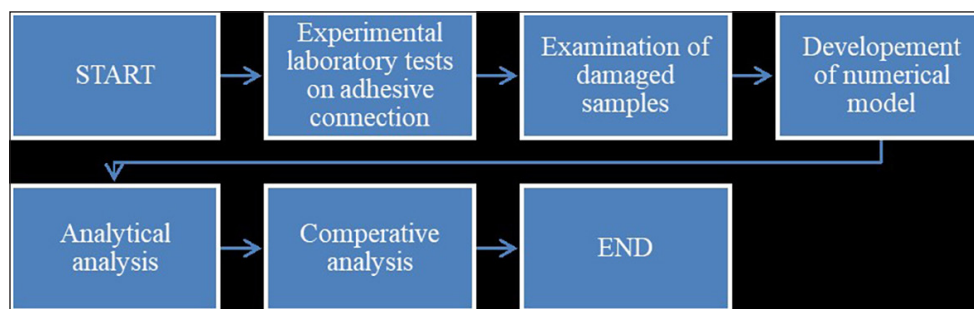 START
Experimental
laboratory tests
on adhesive
connection
Examination of
damaged
samples
Developement
of numerical
model
Analytical
analysis
Comperative
analysis
END